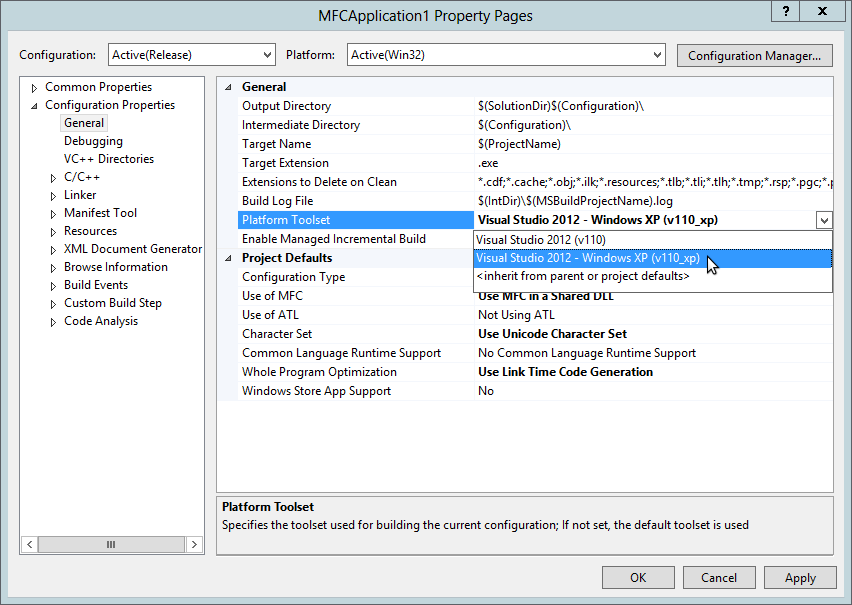 MFCApplication1 Property Pages
? x
Configuration: Active(Release) Platform: Active(Win32) Configuration Manager...
Common Properties
Configuration Properties
General
Debugging
VC++ Directories
C/C++
Linker
Manifest Tool
Resources
XML Document Generator
Browse Information
Build Events
Custom Build Step
Code Analysis
General
Output Directory $(SolutionDir)$(Configuration)\
Intermediate Directory $(Configuration)\
Target Name $(ProjectName)
Target Extension .exe
Extensions to Delete on Clean *.cdf;*.cache;*.obj;*.ilk;*.resources;*.tlb;*.tli;*.tlh;*.tmp;*.rsp;*.pgc;*.p
Build Log File $(IntDir)\$(MSBuildProjectName).log
Platform Toolset Visual Studio 2012 - Windows XP (v110_xp)
Enable Managed Incremental Build Visual Studio 2012 (v110)
Project Defaults Visual Studio 2012 - Windows XP (v110_xp)
Configuration Type <inherit from parent or project defaults>
Use of MFC Use MFC in a Shared DLL
Use of ATL Not Using ATL
Character Set Use Unicode Character Set
Common Language Runtime Support No Common Language Runtime Support
Whole Program Optimization Use Link Time Code Generation
Windows Store App Support No
Platform Toolset
Specifies the toolset used for building the current configuration; If not set, the default toolset is used
OK Cancel Apply